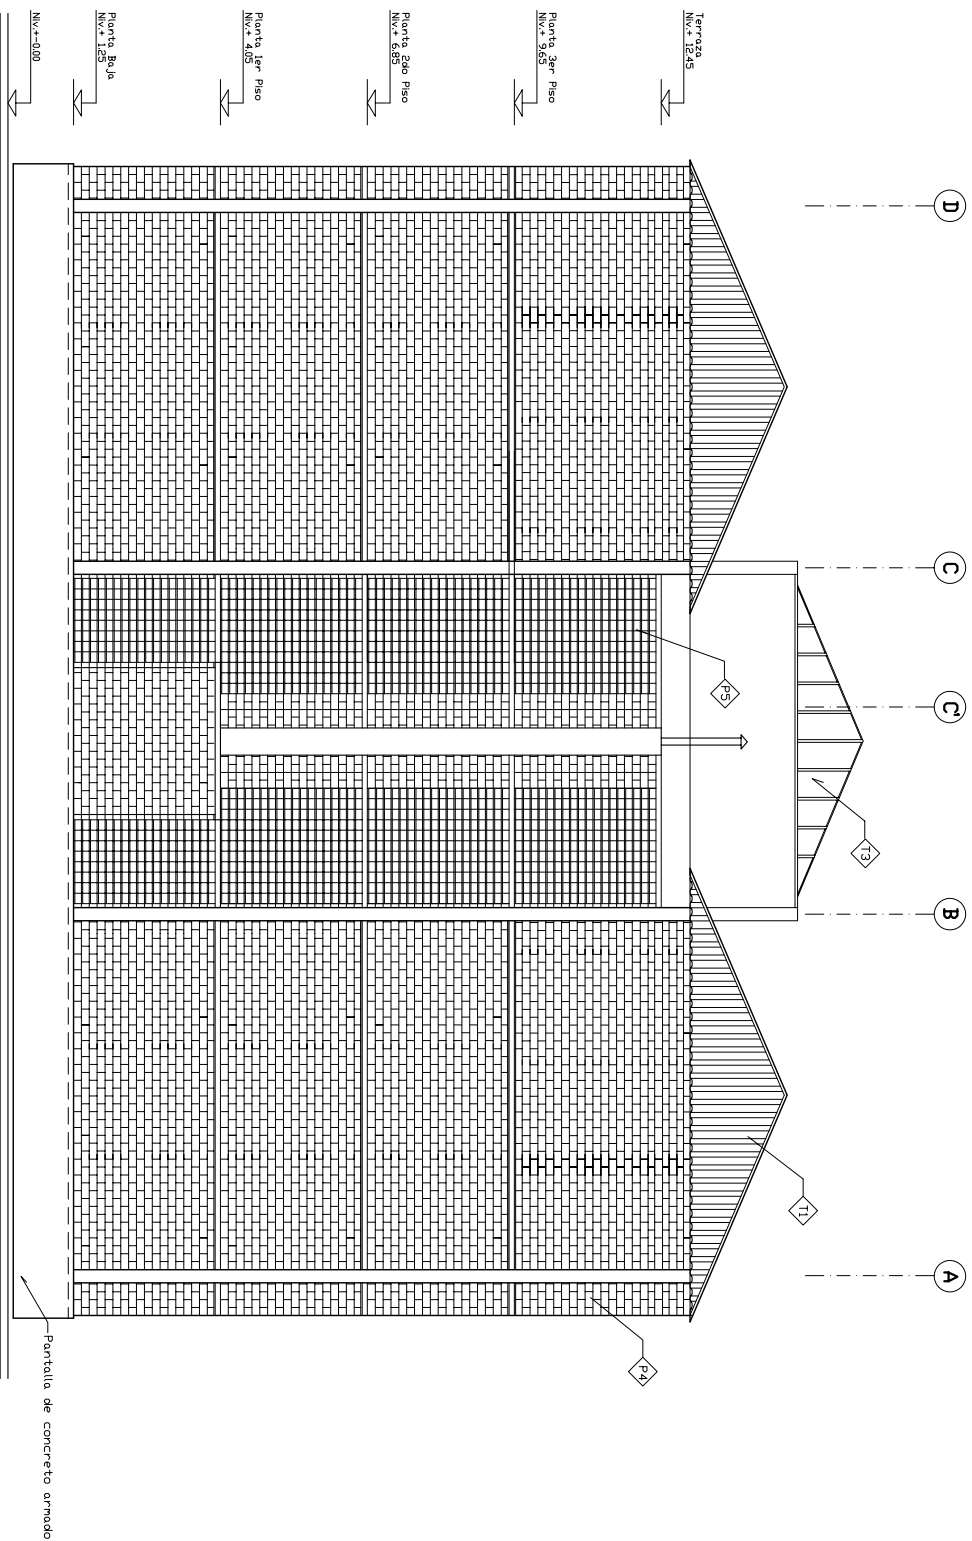 D
C
C'
B
A
Terraza
Niv.+ 12.45
Planta 3er Piso
Niv.+ 9.65
Planta 2do Piso
Niv.+ 6.85
Planta 1er Piso
Niv.+ 4.05
Planta Baja
Niv.+ 1.25
Niv.+-0.00
T3
P5
T1
P4
Pantalla de concreto armado